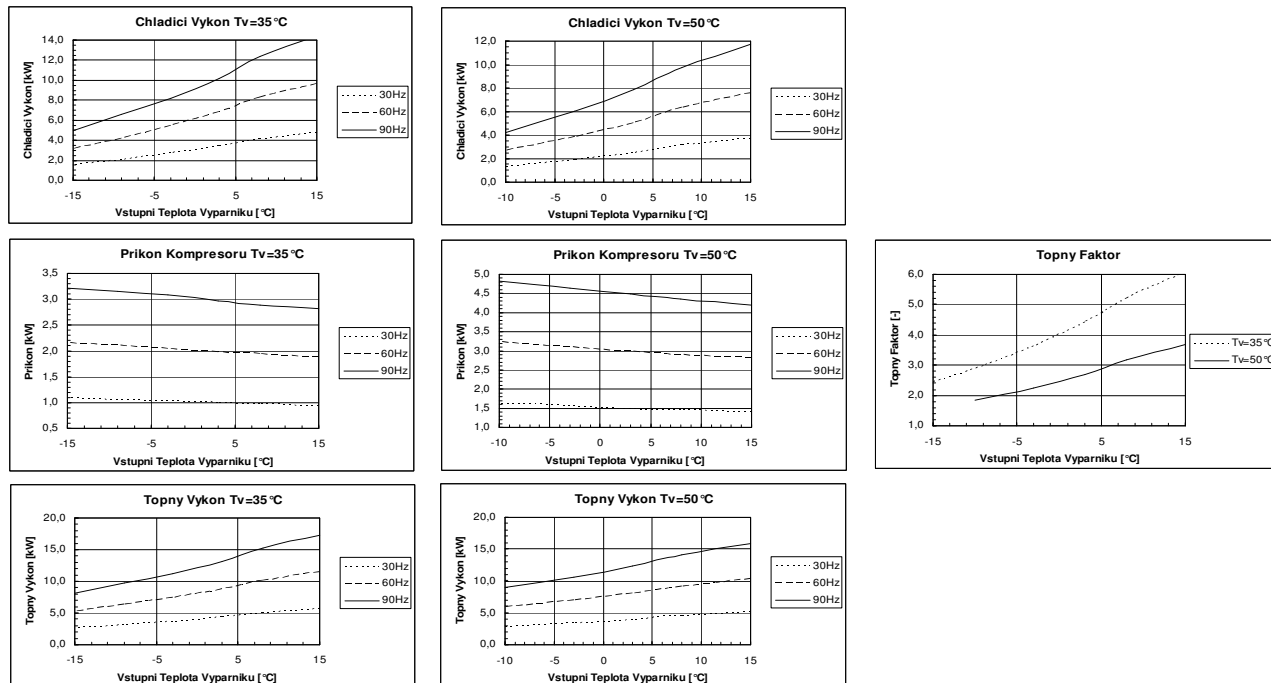 Chladici Vykon Tv=35°C
Chladici Vykon [kW]
14,0
12,0
10,0
8,0
6,0
4,0
2,0
0,0
-15
-5
5
15
Vstupni Teplota Vyparniku [°C]
30Hz
60Hz
90Hz
Chladici Vykon Tv=50°C
Chladici Vykon [kW]
12,0
10,0
8,0
6,0
4,0
2,0
0,0
-10
-5
0
5
10
15
Vstupni Teplota Vyparniku [°C]
30Hz
60Hz
90Hz
Prikon Kompresoru Tv=35°C
Prikon [kW]
3,5
3,0
2,5
2,0
1,5
1,0
0,5
-15
-5
5
15
Vstupni Teplota Vyparniku [°C]
30Hz
60Hz
90Hz
Prikon Kompresoru Tv=50°C
Prikon [kW]
5,0
4,5
4,0
3,5
3,0
2,5
2,0
1,5
1,0
-10
-5
0
5
10
15
Vstupni Teplota Vyparniku [°C]
30Hz
60Hz
90Hz
Topny Faktor
Topny Faktor [-]
6,0
5,0
4,0
3,0
2,0
1,0
-15
-5
5
15
Vstupni Teplota Vyparniku [°C]
Tv=35°C
Tv=50°C
Topny Vykon Tv=35°C
Topny Vykon [kW]
20,0
15,0
10,0
5,0
0,0
-15
-5
5
15
Vstupni Teplota Vyparniku [°C]
30Hz
60Hz
90Hz
Topny Vykon Tv=50°C
Topny Vykon [kW]
20,0
15,0
10,0
5,0
0,0
-10
-5
0
5
10
15
Vstupni Teplota Vyparniku [°C]
30Hz
60Hz
90Hz